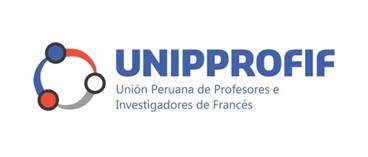 UNIPPROFIF
Unión Peruana de Profesores e
Investigadores de Francés